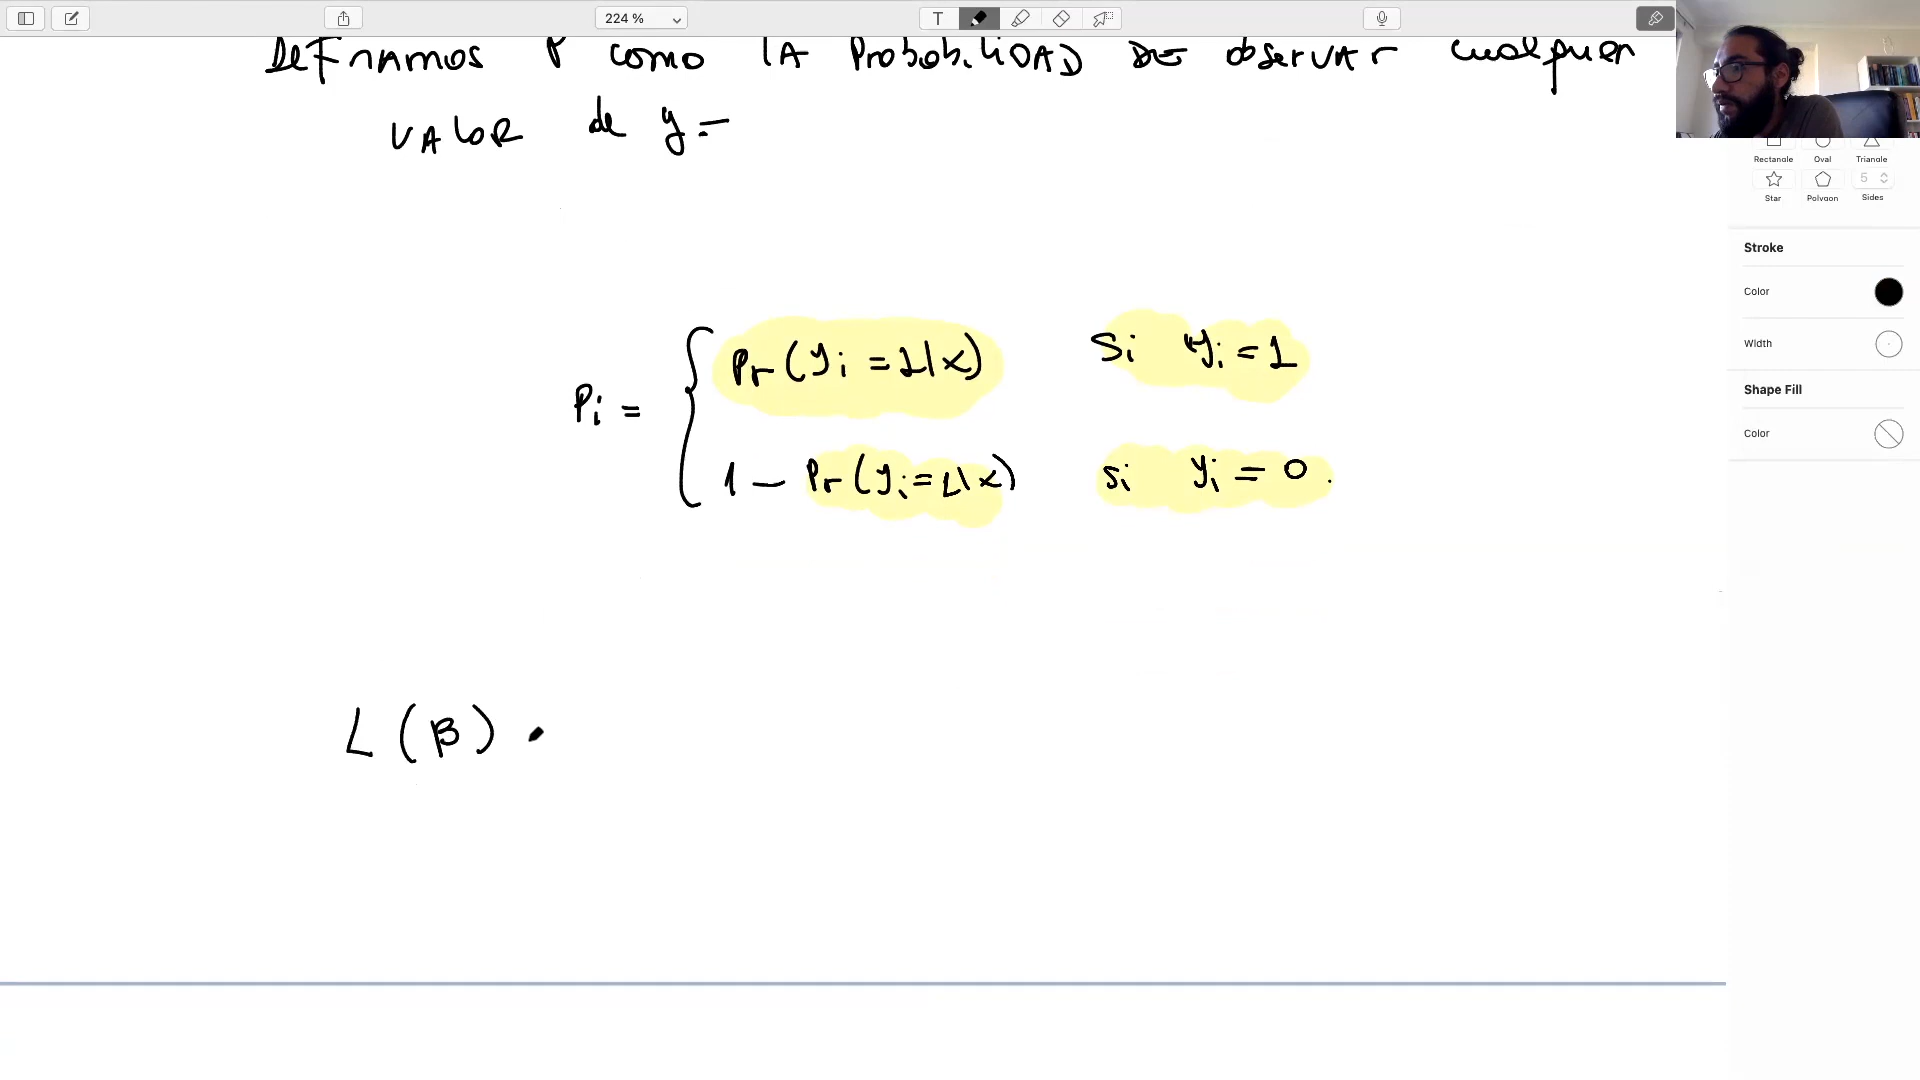 224 %
T
Definamos P como la probabilidad de observar cualquier
valor de y=
Rectangle Oval Triangle
5
Star Polygon Sides
Stroke
Color
Width
Shape Fill
Color
Pr(yi = 1|x) Si yi = 1
Pi =
1 - Pr(yi = 1|x) si yi = 0.
L(β)